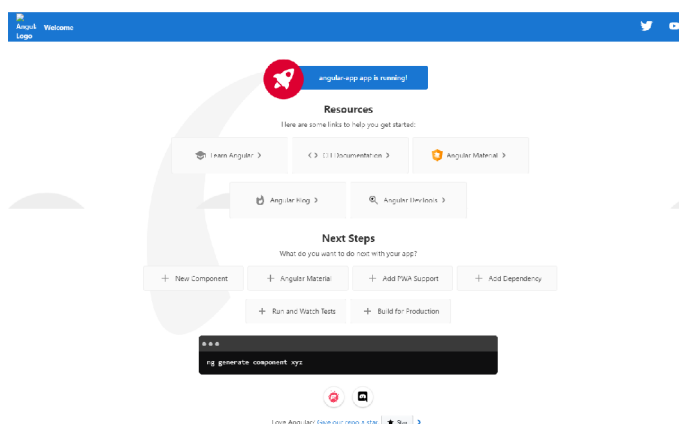 Angular Logo
Welcome
angular-app app is running!
Resources
Here are some links to help you get started:
Learn Angular
CLI Documentation
Angular Material
Angular Blog
Angular DevTools
Next Steps
What do you want to do next with your app?
New Component
Angular Material
Add PWA Support
Add Dependency
Run and Watch Tests
Build for Production
ng generate component xyz
Love Angular? Give our repo a star. Star